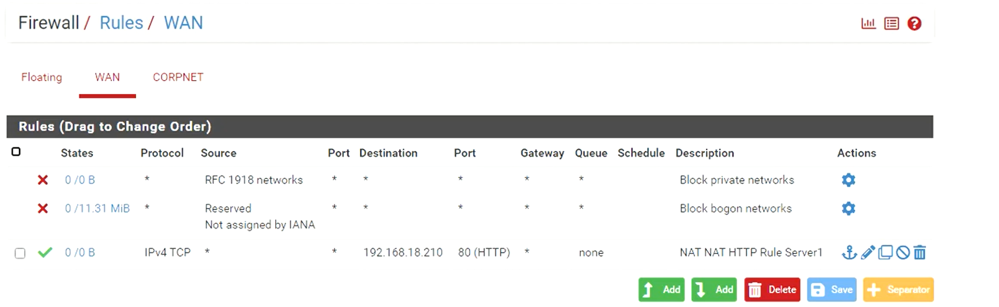 Firewall / Rules / WAN
Floating WAN CORPNET
Rules (Drag to Change Order)
States Protocol Source Port Destination Port Gateway Queue Schedule Description Actions
0 /0 B * RFC 1918 networks * * * * * Block private networks
0 /11.31 MiB * Reserved * * * * * Block bogon networks
Not assigned by IANA
0 /0 B IPv4 TCP * * 192.168.18.210 80 (HTTP) * none NAT NAT HTTP Rule Server1
Add Add Delete Save Separator